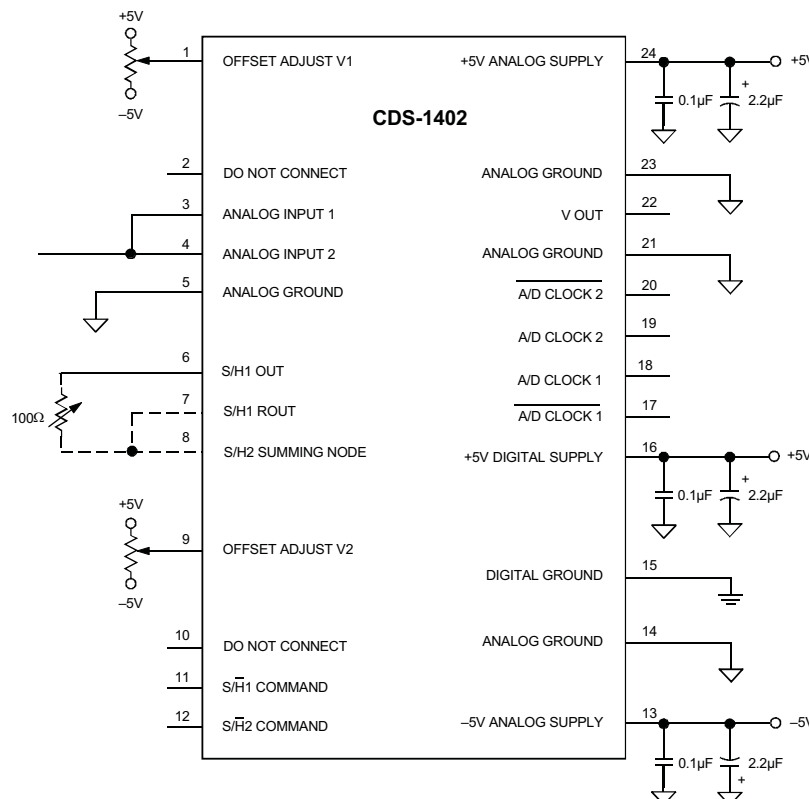 +5V
–5V
1 OFFSET ADJUST V1
2 DO NOT CONNECT
3 ANALOG INPUT 1
4 ANALOG INPUT 2
5 ANALOG GROUND
6 S/H1 OUT
100Ω
7 S/H1 ROUT
8 S/H2 SUMMING NODE
+5V
–5V
9 OFFSET ADJUST V2
10 DO NOT CONNECT
11 S/H̅1 COMMAND
12 S/H̅2 COMMAND
CDS-1402
+5V ANALOG SUPPLY 24 +5V
0.1µF + 2.2µF
ANALOG GROUND 23
V OUT 22
ANALOG GROUND 21
A̅/̅D̅ ̅C̅L̅O̅C̅K̅ ̅2̅ 20
A/D CLOCK 2 19
A/D CLOCK 1 18
A̅/̅D̅ ̅C̅L̅O̅C̅K̅ ̅1̅ 17
+5V DIGITAL SUPPLY 16 +5V
0.1µF + 2.2µF
DIGITAL GROUND 15
ANALOG GROUND 14
–5V ANALOG SUPPLY 13 –5V
0.1µF 2.2µF +